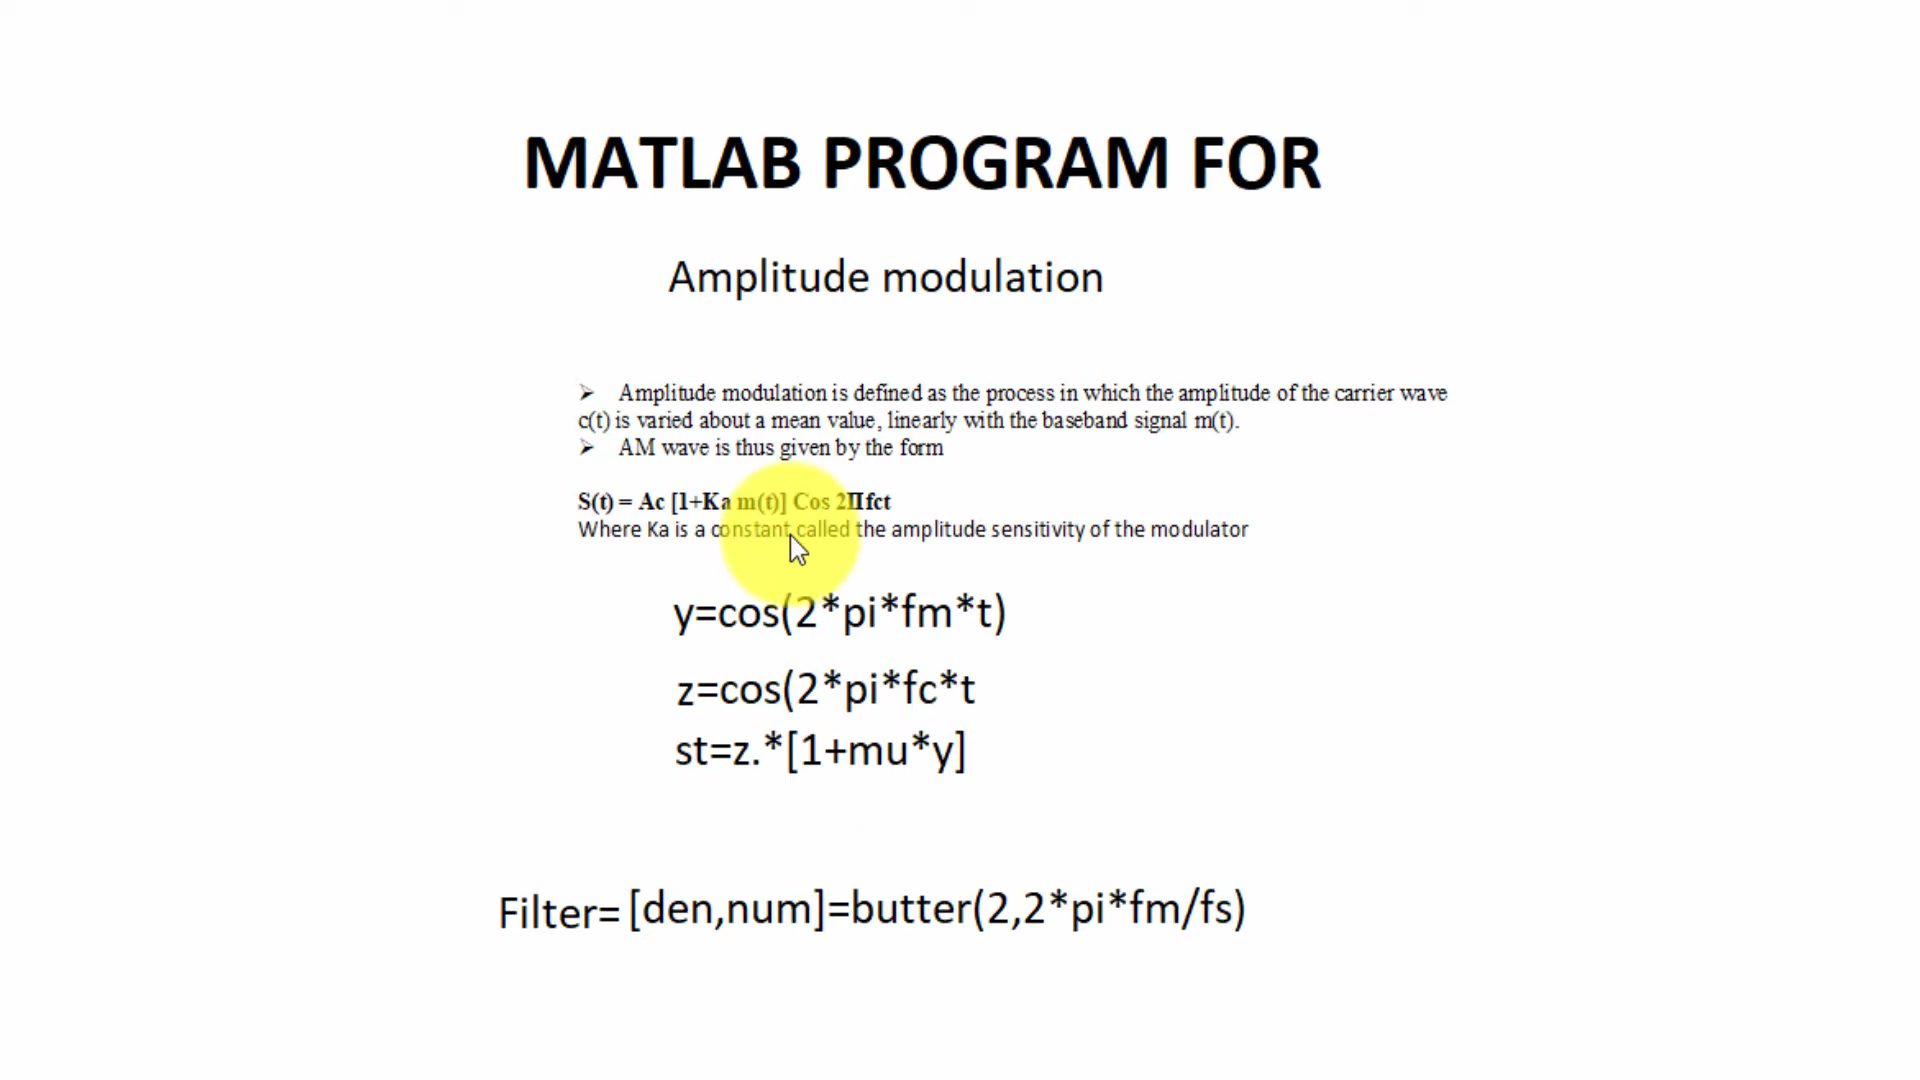 MATLAB PROGRAM FOR
Amplitude modulation
➢ Amplitude modulation is defined as the process in which the amplitude of the carrier wave
c(t) is varied about a mean value, linearly with the baseband signal m(t).
➢ AM wave is thus given by the form
S(t) = Ac [1+Ka m(t)] Cos 2Πfct
Where Ka is a constant called the amplitude sensitivity of the modulator
y=cos(2*pi*fm*t)
z=cos(2*pi*fc*t
st=z.*[1+mu*y]
Filter= [den,num]=butter(2,2*pi*fm/fs)